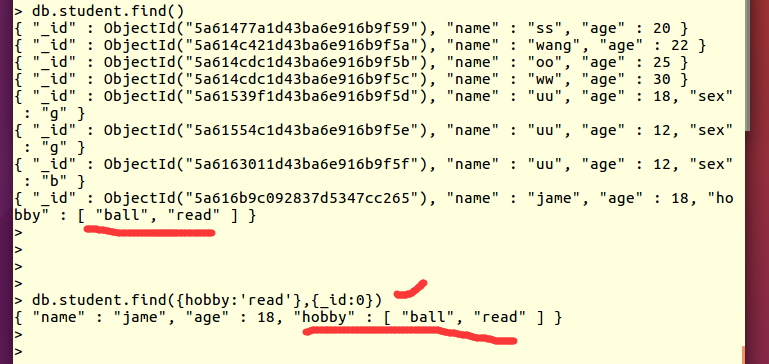 > db.student.find()
{ "_id" : ObjectId("5a61477a1d43ba6e916b9f59"), "name" : "ss", "age" : 20 }
{ "_id" : ObjectId("5a614c421d43ba6e916b9f5a"), "name" : "wang", "age" : 22 }
{ "_id" : ObjectId("5a614cdc1d43ba6e916b9f5b"), "name" : "oo", "age" : 25 }
{ "_id" : ObjectId("5a614cdc1d43ba6e916b9f5c"), "name" : "ww", "age" : 30 }
{ "_id" : ObjectId("5a61539f1d43ba6e916b9f5d"), "name" : "uu", "age" : 18, "sex"
 : "g" }
{ "_id" : ObjectId("5a61554c1d43ba6e916b9f5e"), "name" : "uu", "age" : 12, "sex"
 : "g" }
{ "_id" : ObjectId("5a6163011d43ba6e916b9f5f"), "name" : "uu", "age" : 12, "sex"
 : "b" }
{ "_id" : ObjectId("5a616b9c092837d5347cc265"), "name" : "jame", "age" : 18, "ho
bby" : [ "ball", "read" ] }
>
>
>
>
> db.student.find({hobby:'read'},{_id:0})
{ "name" : "jame", "age" : 18, "hobby" : [ "ball", "read" ] }
>
>